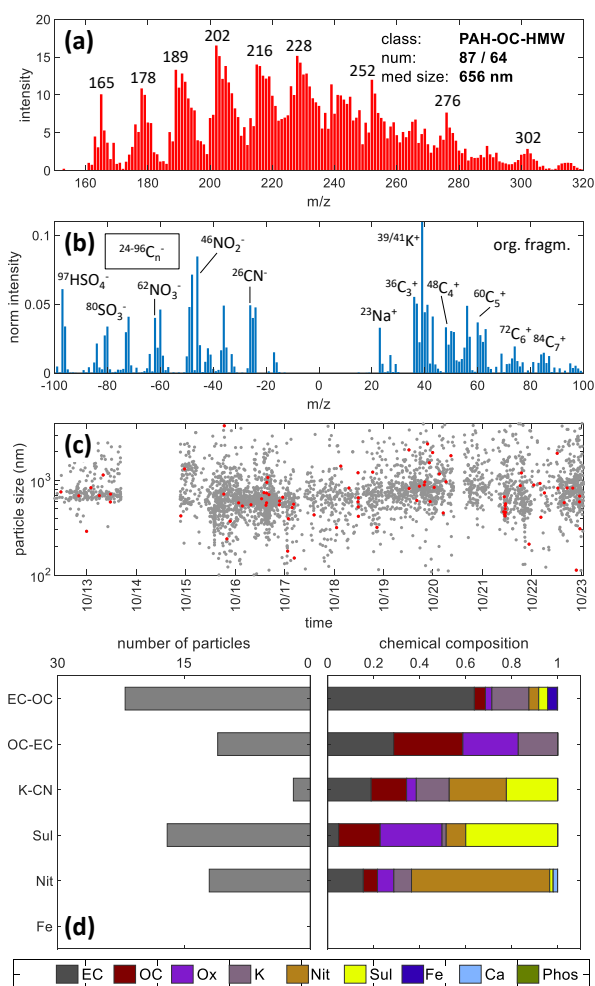 (a)
165 178 189 202 216 228 252 276 302
class: PAH-OC-HMW
num: 87 / 64
med size: 656 nm
intensity
20
15
10
5
0
160 180 200 220 240 260 280 300 320
m/z
(b)
24-96Cn-
46NO2-
org. fragm.
39/41K+
97HSO4-
80SO3-
62NO3-
26CN-
23Na+
36C3+
48C4+
60C5+
72C6+
84C7+
norm intensity
0.1
0.05
0
-100 -80 -60 -40 -20 0 20 40 60 80 100
m/z
(c)
particle size (nm)
10^3
10^2
10/13 10/15 10/16 10/17 10/18 10/19 10/20 10/21 10/22 10/23
time
number of particles chemical composition
30 15 0 0 0.2 0.4 0.6 0.8 1
EC-OC
OC-EC
K-CN
Sul
Nit
Fe
(d)
EC OC Ox K Nit Sul Fe Ca Phos